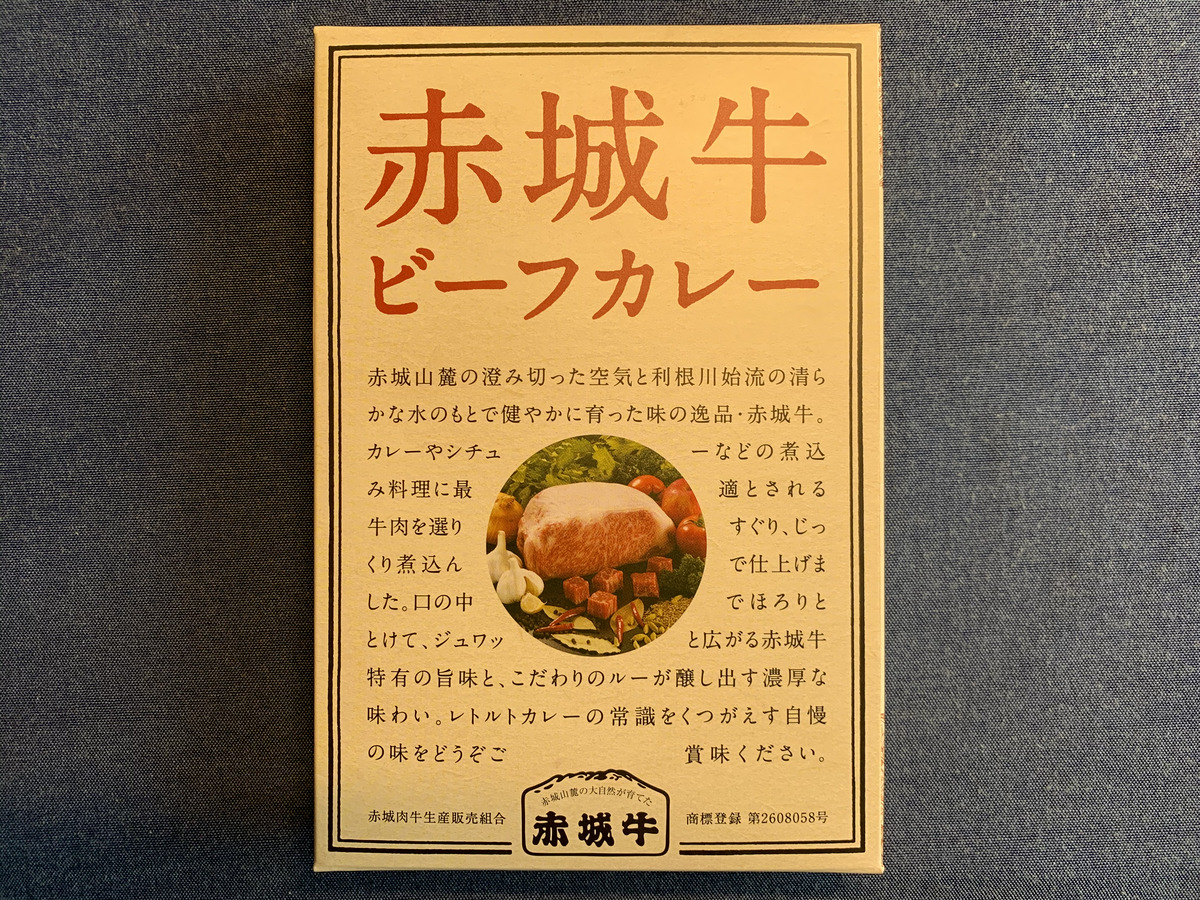 赤城牛
ビーフカレー
赤城山麓の澄み切った空気と利根川始流の清ら
かな水のもとで健やかに育った味の逸品・赤城牛。
カレーやシチューなどの煮込
み料理に最適とされる
牛肉を選りすぐり、じっ
くり煮込んで仕上げま
した。口の中でほろりと
とけて、ジュワッと広がる赤城牛
特有の旨味と、こだわりのルーが醸し出す濃厚な
味わい。レトルトカレーの常識をくつがえす自慢
の味をどうぞご賞味ください。
赤城山麓の大自然が育てた
赤城肉牛生産販売組合 赤城牛 商標登録 第2608058号